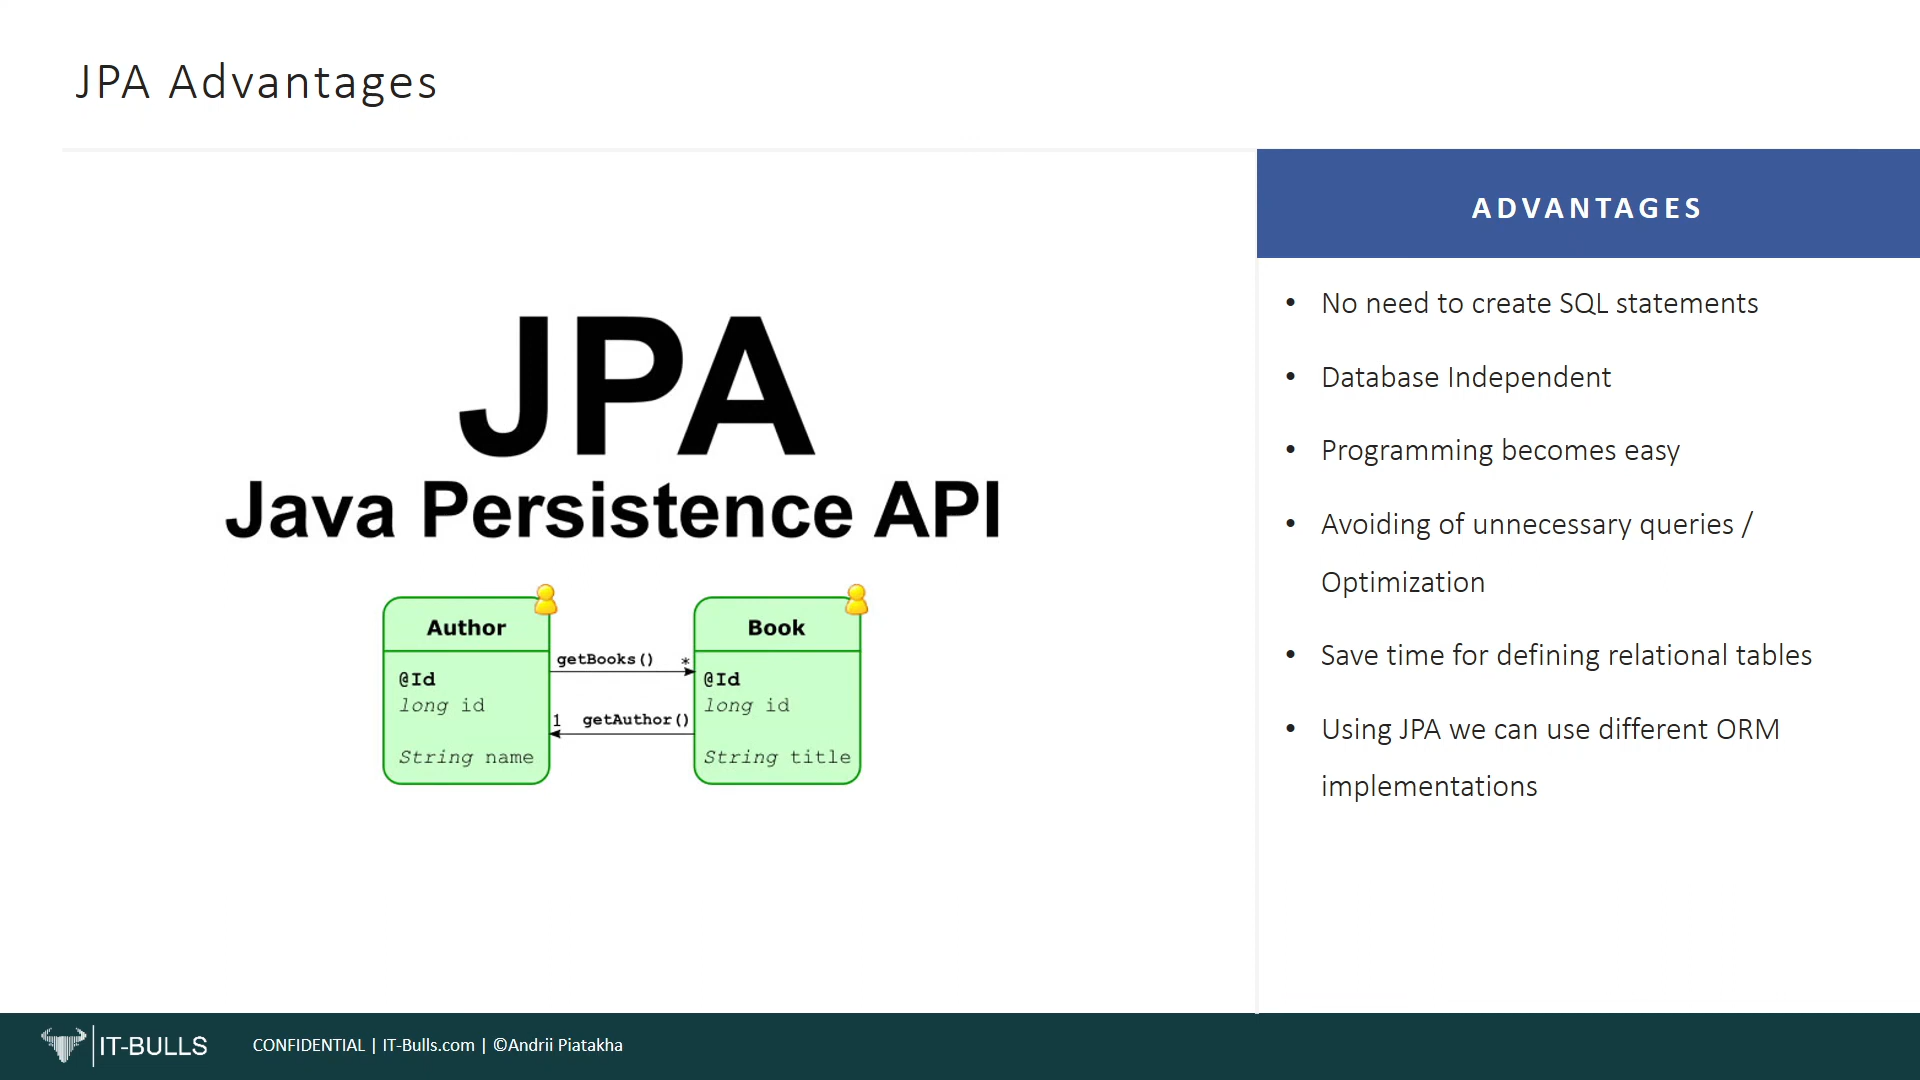 JPA Advantages
JPA
Java Persistence API
Author
@Id
long id
String name
getBooks() *
1 getAuthor()
Book
@Id
long id
String title
ADVANTAGES
• No need to create SQL statements
• Database Independent
• Programming becomes easy
• Avoiding of unnecessary queries /
Optimization
• Save time for defining relational tables
• Using JPA we can use different ORM
implementations
IT-BULLS
CONFIDENTIAL | IT-Bulls.com | ©Andrii Piatakha